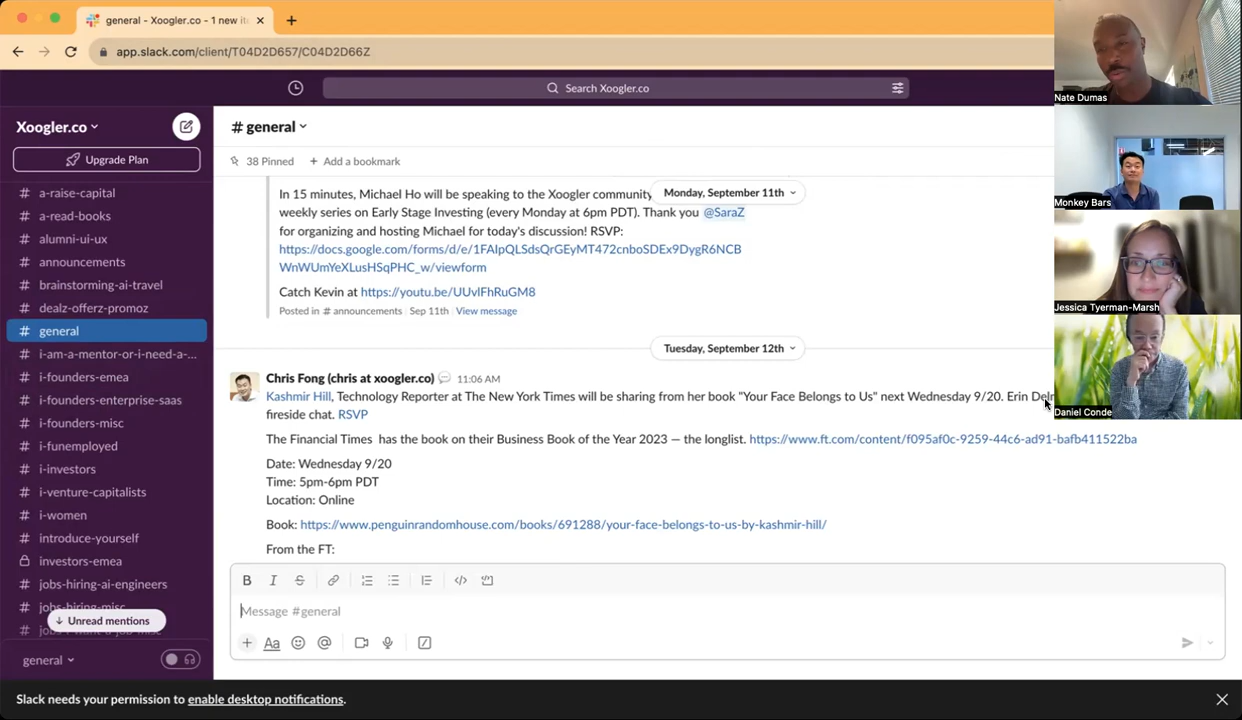 general - Xoogler.co - 1 new it
app.slack.com/client/T04D2D657/C04D2D66Z
Search Xoogler.co
Nate Dumas
Monkey Bars
Jessica Tyerman-Marsh
Daniel Conde
Xoogler.co
Upgrade Plan
# a-raise-capital
# a-read-books
# alumni-ui-ux
# announcements
# brainstorming-ai-travel
# dealz-offerz-promoz
# general
# i-am-a-mentor-or-i-need-a-...
# i-founders-emea
# i-founders-enterprise-saas
# i-founders-misc
# i-funemployed
# i-investors
# i-venture-capitalists
# i-women
# introduce-yourself
investors-emea
# jobs-hiring-ai-engineers
# jobs-hiring-misc
Unread mentions
general
# general
38 Pinned + Add a bookmark
Monday, September 11th
In 15 minutes, Michael Ho will be speaking to the Xoogler community
weekly series on Early Stage Investing (every Monday at 6pm PDT). Thank you @SaraZ
for organizing and hosting Michael for today's discussion! RSVP:
https://docs.google.com/forms/d/e/1FAIpQLSdsQrGEyMT472cnboSDEx9DygR6NCB
WnWUmYeXLusHSqPHC_w/viewform
Catch Kevin at https://youtu.be/UUvlFhRuGM8
Posted in # announcements Sep 11th View message
Tuesday, September 12th
Chris Fong (chris at xoogler.co) 11:06 AM
Kashmir Hill, Technology Reporter at The New York Times will be sharing from her book "Your Face Belongs to Us" next Wednesday 9/20. Erin
fireside chat. RSVP
The Financial Times has the book on their Business Book of the Year 2023 — the longlist. https://www.ft.com/content/f095af0c-9259-44c6-ad91-bafb411522ba
Date: Wednesday 9/20
Time: 5pm-6pm PDT
Location: Online
Book: https://www.penguinrandomhouse.com/books/691288/your-face-belongs-to-us-by-kashmir-hill/
From the FT:
B I S
Message #general
+ Aa @
Slack needs your permission to enable desktop notifications.